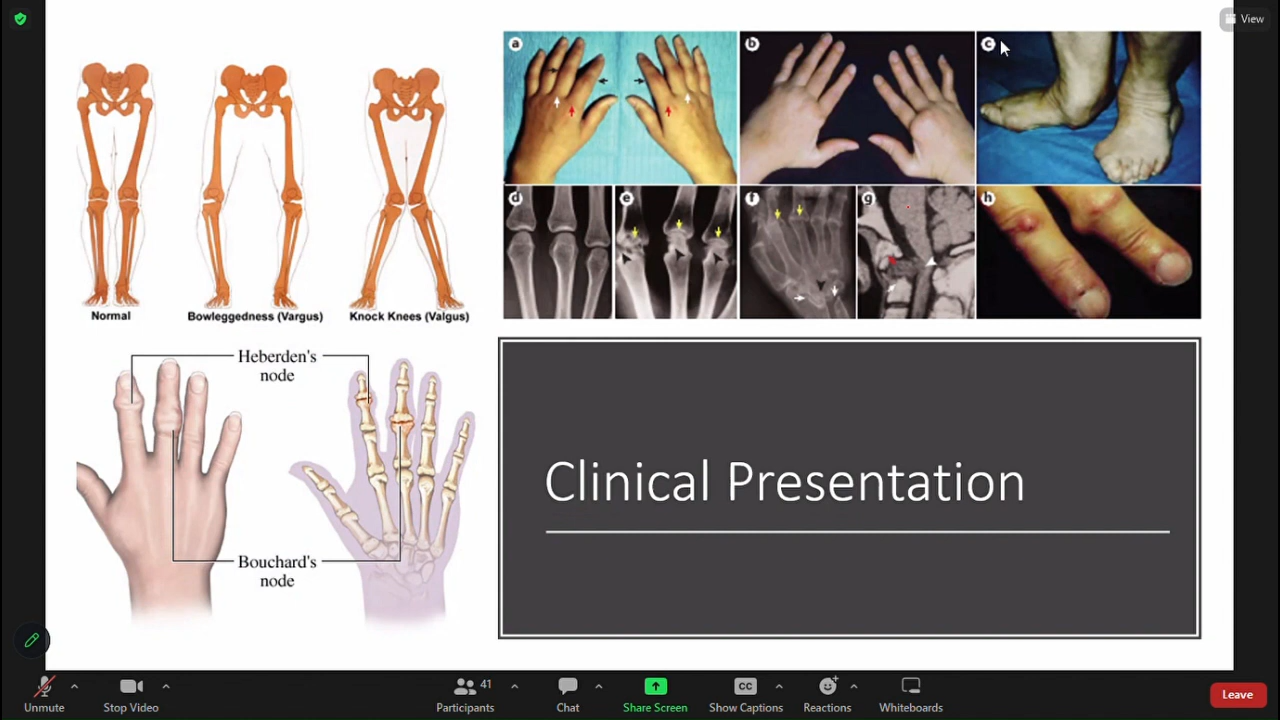 View
Normal
Bowleggedness (Vargus)
Knock Knees (Valgus)
a
b
c
d
e
f
g
h
Heberden's
node
Bouchard's
node
Clinical Presentation
Unmute
Stop Video
41
Participants
Chat
Share Screen
CC
Show Captions
Reactions
Whiteboards
Leave